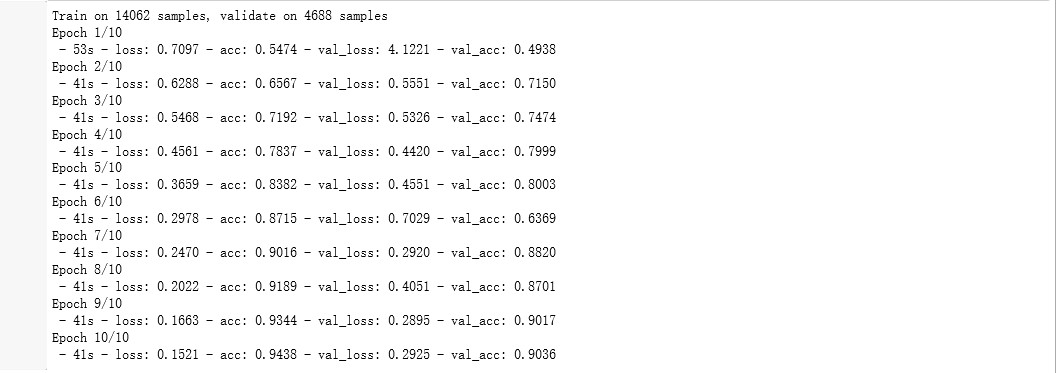 Train on 14062 samples, validate on 4688 samples
Epoch 1/10
- 53s - loss: 0.7097 - acc: 0.5474 - val_loss: 4.1221 - val_acc: 0.4938
Epoch 2/10
- 41s - loss: 0.6288 - acc: 0.6567 - val_loss: 0.5551 - val_acc: 0.7150
Epoch 3/10
- 41s - loss: 0.5468 - acc: 0.7192 - val_loss: 0.5326 - val_acc: 0.7474
Epoch 4/10
- 41s - loss: 0.4561 - acc: 0.7837 - val_loss: 0.4420 - val_acc: 0.7999
Epoch 5/10
- 41s - loss: 0.3659 - acc: 0.8382 - val_loss: 0.4551 - val_acc: 0.8003
Epoch 6/10
- 41s - loss: 0.2978 - acc: 0.8715 - val_loss: 0.7029 - val_acc: 0.6369
Epoch 7/10
- 41s - loss: 0.2470 - acc: 0.9016 - val_loss: 0.2920 - val_acc: 0.8820
Epoch 8/10
- 41s - loss: 0.2022 - acc: 0.9189 - val_loss: 0.4051 - val_acc: 0.8701
Epoch 9/10
- 41s - loss: 0.1663 - acc: 0.9344 - val_loss: 0.2895 - val_acc: 0.9017
Epoch 10/10
- 41s - loss: 0.1521 - acc: 0.9438 - val_loss: 0.2925 - val_acc: 0.9036